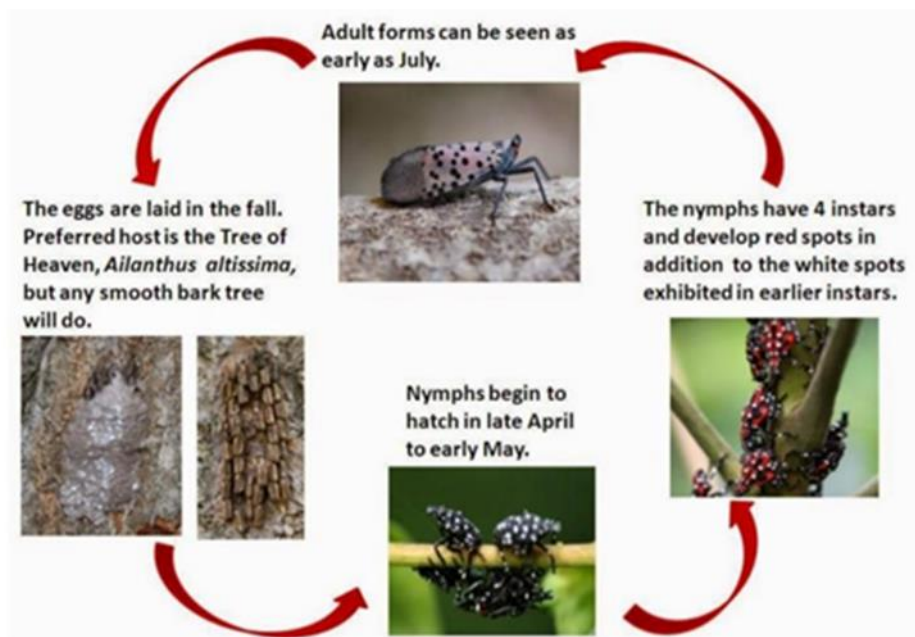 Adult forms can be seen as
early as July.
The eggs are laid in the fall.
Preferred host is the Tree of
Heaven, Ailanthus altissima,
but any smooth bark tree
will do.
Nymphs begin to
hatch in late April
to early May.
The nymphs have 4 instars
and develop red spots in
addition to the white spots
exhibited in earlier instars.